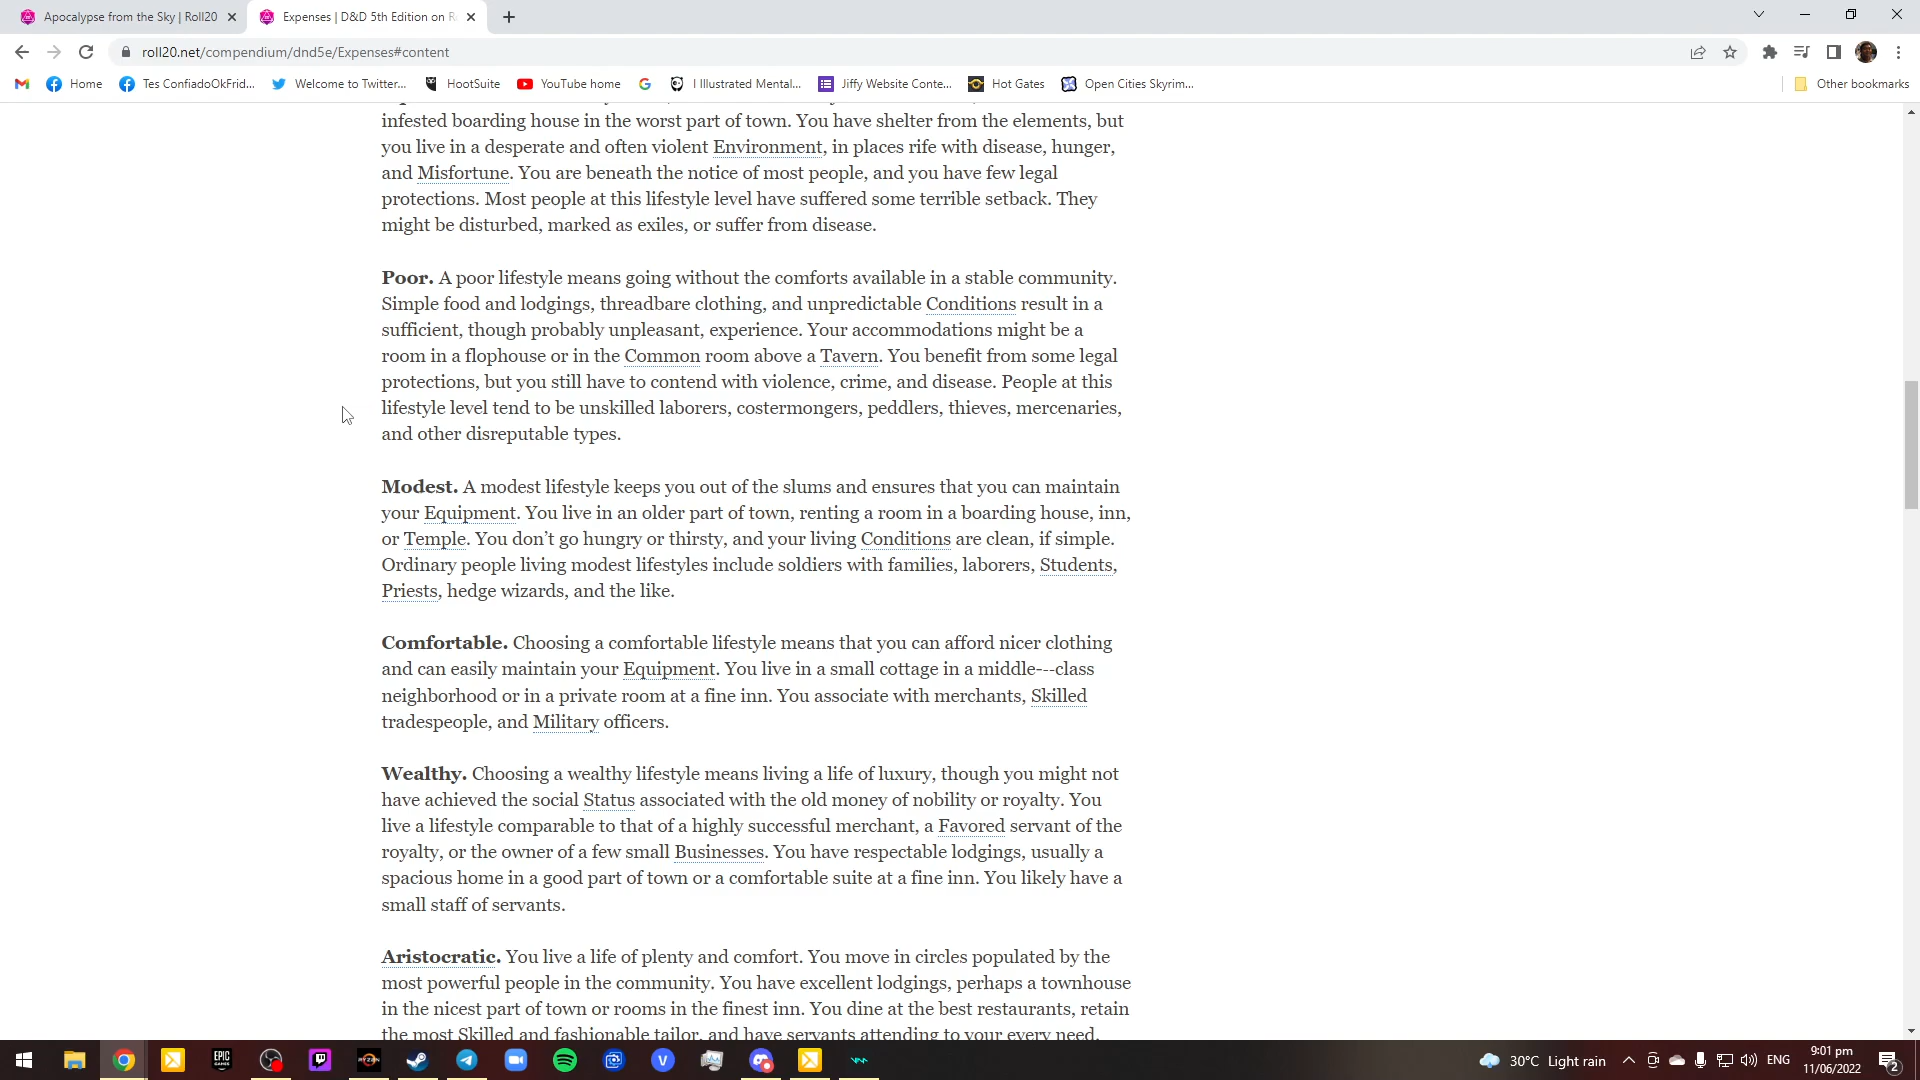 Apocalypse from the Sky | Roll20
Expenses | D&D 5th Edition on R
roll20.net/compendium/dnd5e/Expenses#content
Home
Tes ConfiadoOkFrid...
Welcome to Twitter...
HootSuite
YouTube home
I Illustrated Mental...
Jiffy Website Conte...
Hot Gates
Open Cities Skyrim...
Other bookmarks
infested boarding house in the worst part of town. You have shelter from the elements, but
you live in a desperate and often violent Environment, in places rife with disease, hunger,
and Misfortune. You are beneath the notice of most people, and you have few legal
protections. Most people at this lifestyle level have suffered some terrible setback. They
might be disturbed, marked as exiles, or suffer from disease.
Poor. A poor lifestyle means going without the comforts available in a stable community.
Simple food and lodgings, threadbare clothing, and unpredictable Conditions result in a
sufficient, though probably unpleasant, experience. Your accommodations might be a
room in a flophouse or in the Common room above a Tavern. You benefit from some legal
protections, but you still have to contend with violence, crime, and disease. People at this
lifestyle level tend to be unskilled laborers, costermongers, peddlers, thieves, mercenaries,
and other disreputable types.
Modest. A modest lifestyle keeps you out of the slums and ensures that you can maintain
your Equipment. You live in an older part of town, renting a room in a boarding house, inn,
or Temple. You don't go hungry or thirsty, and your living Conditions are clean, if simple.
Ordinary people living modest lifestyles include soldiers with families, laborers, Students,
Priests, hedge wizards, and the like.
Comfortable. Choosing a comfortable lifestyle means that you can afford nicer clothing
and can easily maintain your Equipment. You live in a small cottage in a middle---class
neighborhood or in a private room at a fine inn. You associate with merchants, Skilled
tradespeople, and Military officers.
Wealthy. Choosing a wealthy lifestyle means living a life of luxury, though you might not
have achieved the social Status associated with the old money of nobility or royalty. You
live a lifestyle comparable to that of a highly successful merchant, a Favored servant of the
royalty, or the owner of a few small Businesses. You have respectable lodgings, usually a
spacious home in a good part of town or a comfortable suite at a fine inn. You likely have a
small staff of servants.
Aristocratic. You live a life of plenty and comfort. You move in circles populated by the
most powerful people in the community. You have excellent lodgings, perhaps a townhouse
in the nicest part of town or rooms in the finest inn. You dine at the best restaurants, retain
the most Skilled and fashionable tailor, and have servants attending to your every need.
EPIC GAMES
RYZEN
30°C Light rain
ENG
9:01 pm
11/06/2022
2